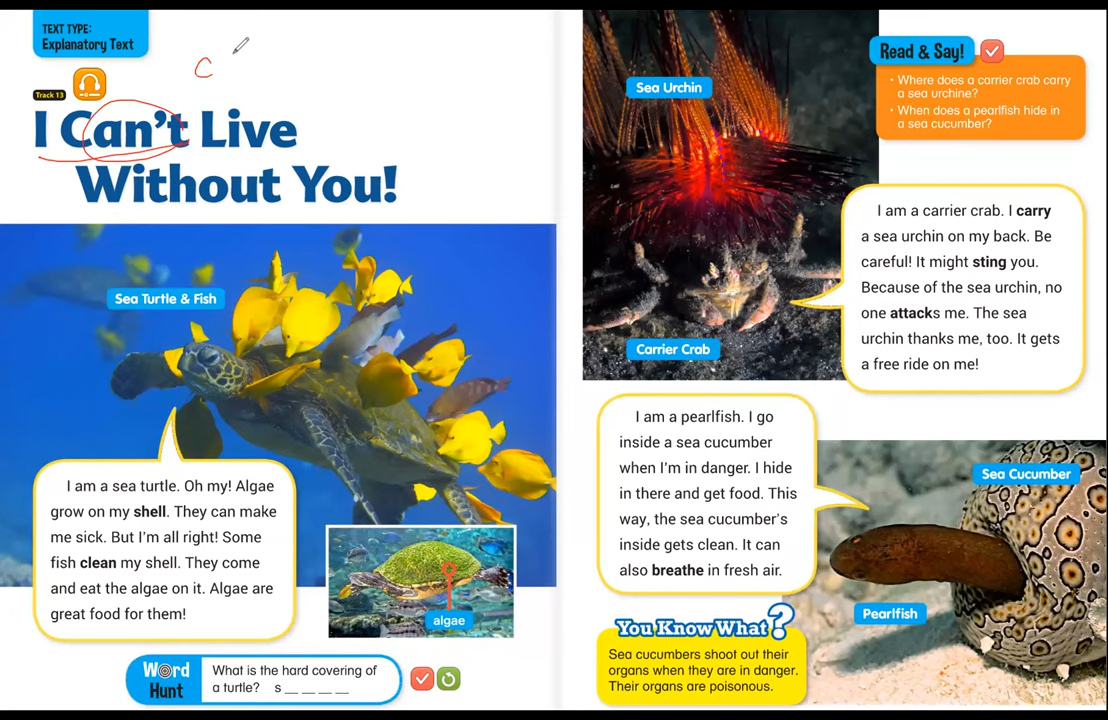 TEXT TYPE:
Explanatory Text
C
Track 13
I Can't Live
Without You!
Sea Turtle & Fish
I am a sea turtle. Oh my! Algae
grow on my shell. They can make
me sick. But I'm all right! Some
fish clean my shell. They come
and eat the algae on it. Algae are
great food for them!
algae
Word
Hunt
What is the hard covering of
a turtle? s __ __ __ __
Sea Urchin
Carrier Crab
Read & Say!
• Where does a carrier crab carry
a sea urchine?
• When does a pearlfish hide in
a sea cucumber?
I am a carrier crab. I carry
a sea urchin on my back. Be
careful! It might sting you.
Because of the sea urchin, no
one attacks me. The sea
urchin thanks me, too. It gets
a free ride on me!
I am a pearlfish. I go
inside a sea cucumber
when I'm in danger. I hide
in there and get food. This
way, the sea cucumber's
inside gets clean. It can
also breathe in fresh air.
Sea Cucumber
Pearlfish
You Know What?
Sea cucumbers shoot out their
organs when they are in danger.
Their organs are poisonous.